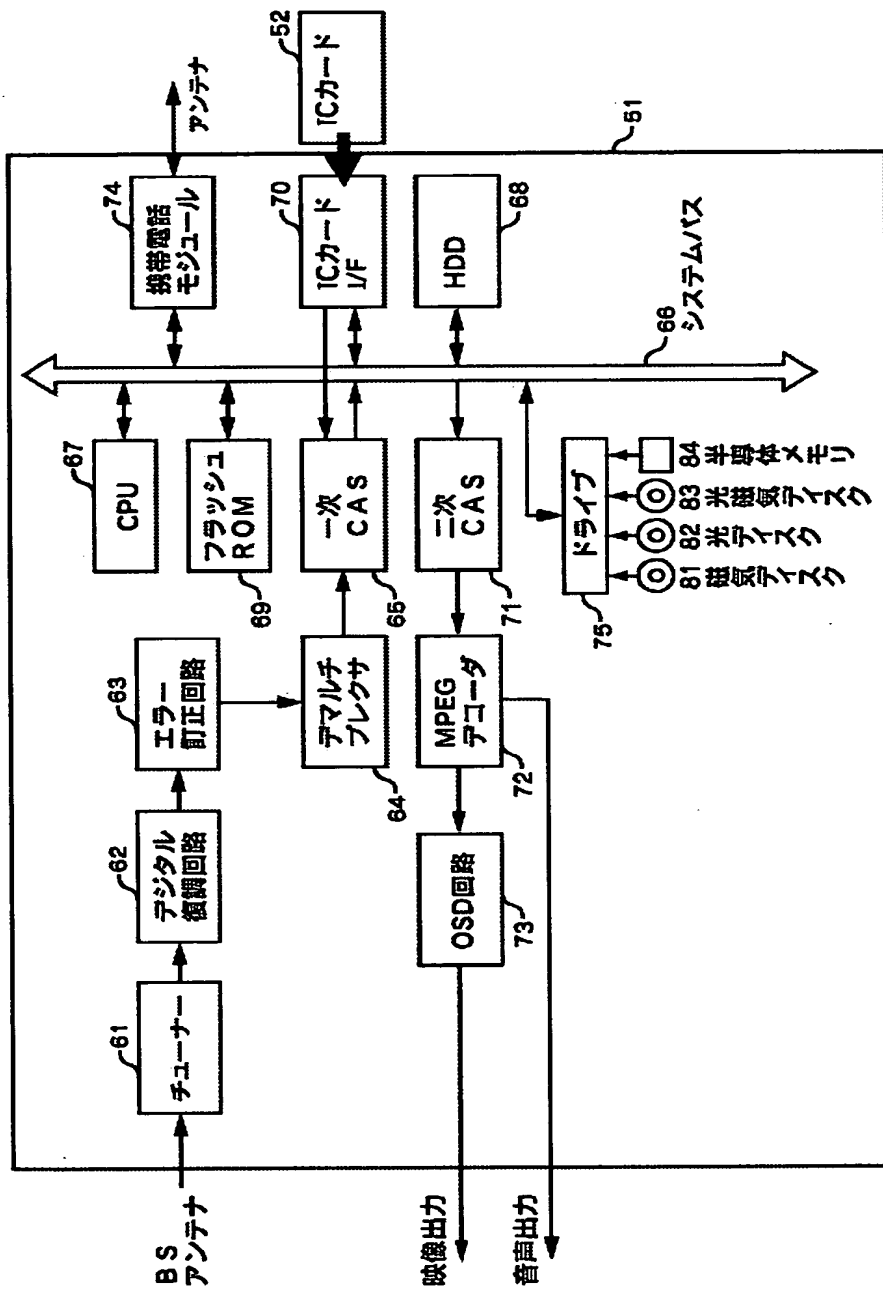 BS
アンテナ
61
チューナー
62
デジタル
復調回路
63
エラー
訂正回路
67
CPU
74
携帯電話
モジュール
アンテナ
フラッシュ
ROM
69
デマルチ
プレクサ
64
一次
CAS
65
70
ICカード
I/F
52
ICカード
映像出力
音声出力
OSD回路
73
MPEG
デコーダ
72
二次
CAS
71
HDD
68
ドライブ
75
66
システムバス
51
81
磁気ディスク
82
光ディスク
83
光磁気ディスク
84
半導体メモリ